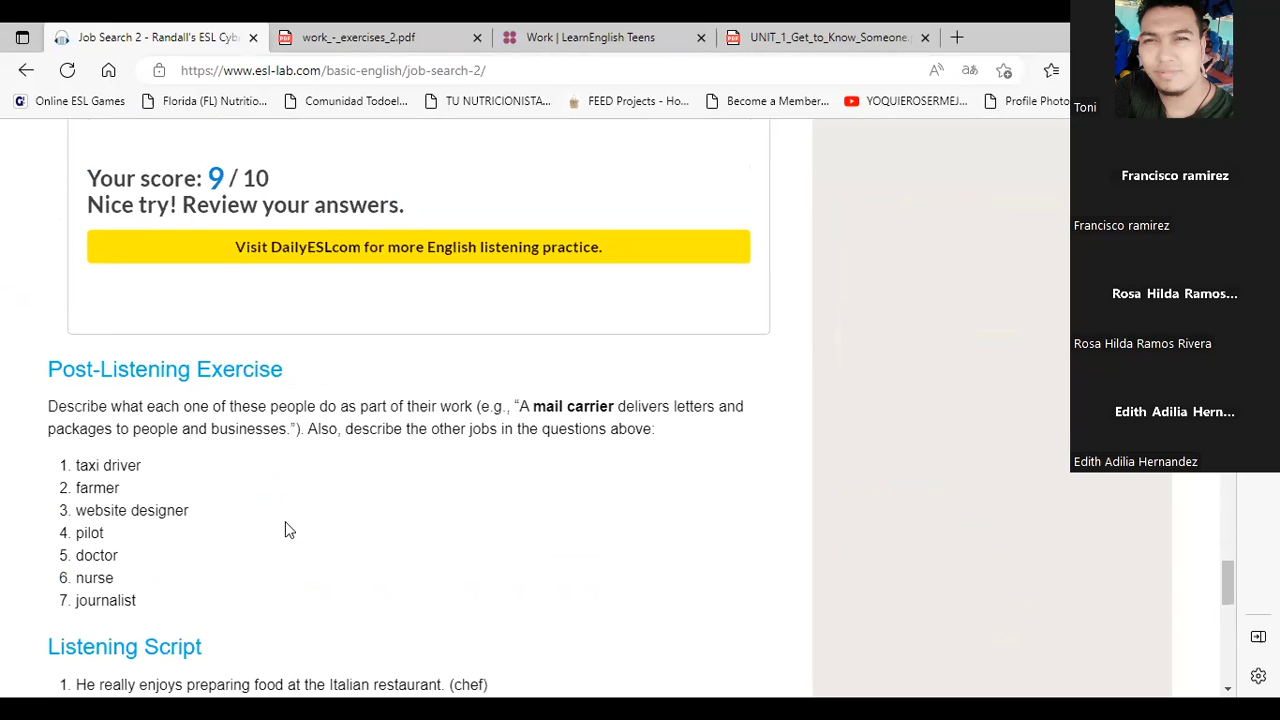 Job Search 2 - Randall's ESL Cyb
work_-_exercises_2.pdf
Work | LearnEnglish Teens
UNIT_1_Get_to_Know_Someone.p
https://www.esl-lab.com/basic-english/job-search-2/
Online ESL Games
Florida (FL) Nutritio...
Comunidad Todoel...
TU NUTRICIONISTA...
FEED Projects - Ho...
Become a Member...
YOQUIEROSERMEJ...
Profile Photo
Toni
Francisco ramirez
Francisco ramirez
Rosa Hilda Ramos...
Rosa Hilda Ramos Rivera
Edith Adilia Hern...
Edith Adilia Hernandez
Your score: 9 / 10
Nice try! Review your answers.
Visit DailyESLcom for more English listening practice.
Post-Listening Exercise
Describe what each one of these people do as part of their work (e.g., “A mail carrier delivers letters and
packages to people and businesses.”). Also, describe the other jobs in the questions above:
1. taxi driver
2. farmer
3. website designer
4. pilot
5. doctor
6. nurse
7. journalist
Listening Script
1. He really enjoys preparing food at the Italian restaurant. (chef)